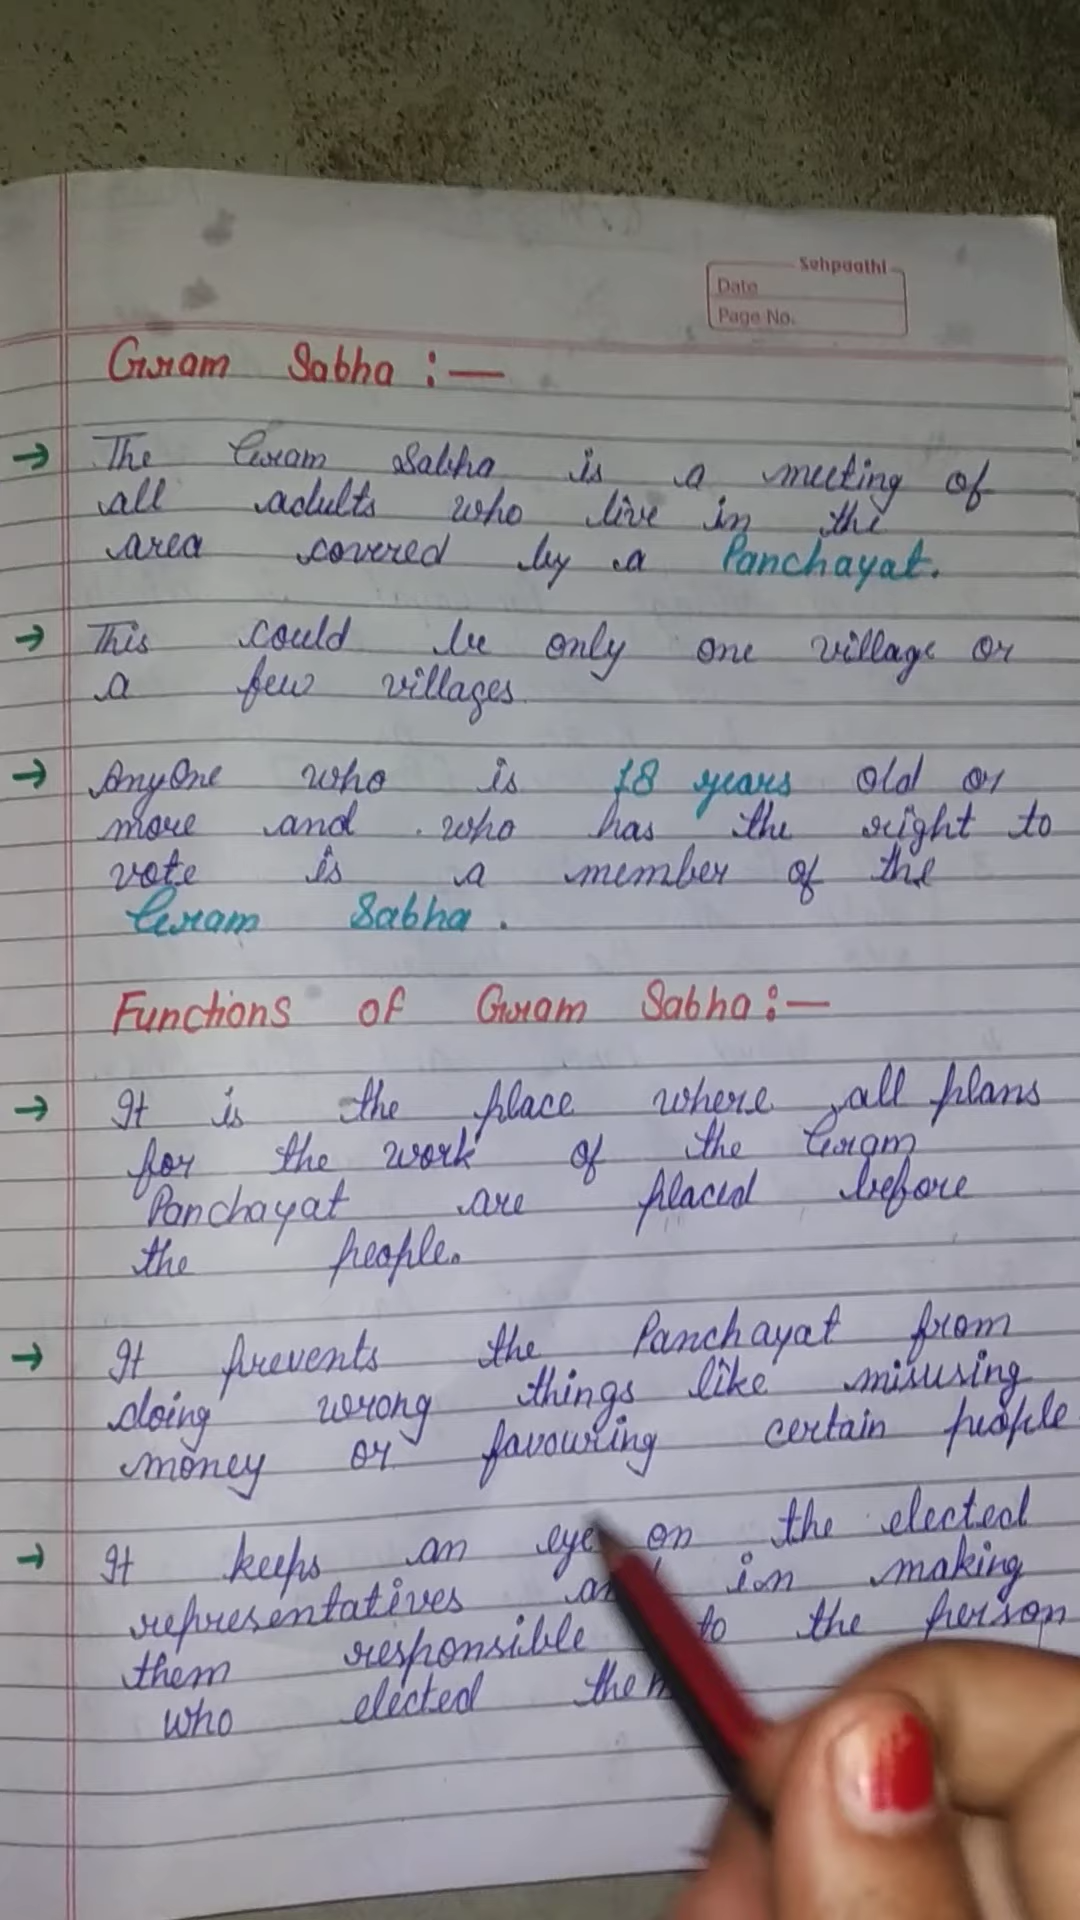 Sehpaathi
Date
Page No.
Gram Sabha :—
→ The Gram Sabha is a meeting of
all adults who live in the
area covered by a Panchayat.
→ This could be only one village or
a few villages
→ AnyOne who is 18 years old or
more and who has the right to
vote is a member of the
Gram Sabha.
Functions of Gram Sabha :—
→ It is the place where all plans
for the work of the Gram
Panchayat are placed before
the people.
→ It prevents the Panchayat from
doing wrong things like misusing
money or favouring certain people
→ It keeps an eye on the elected
representatives and in making
them responsible to the person
who elected them